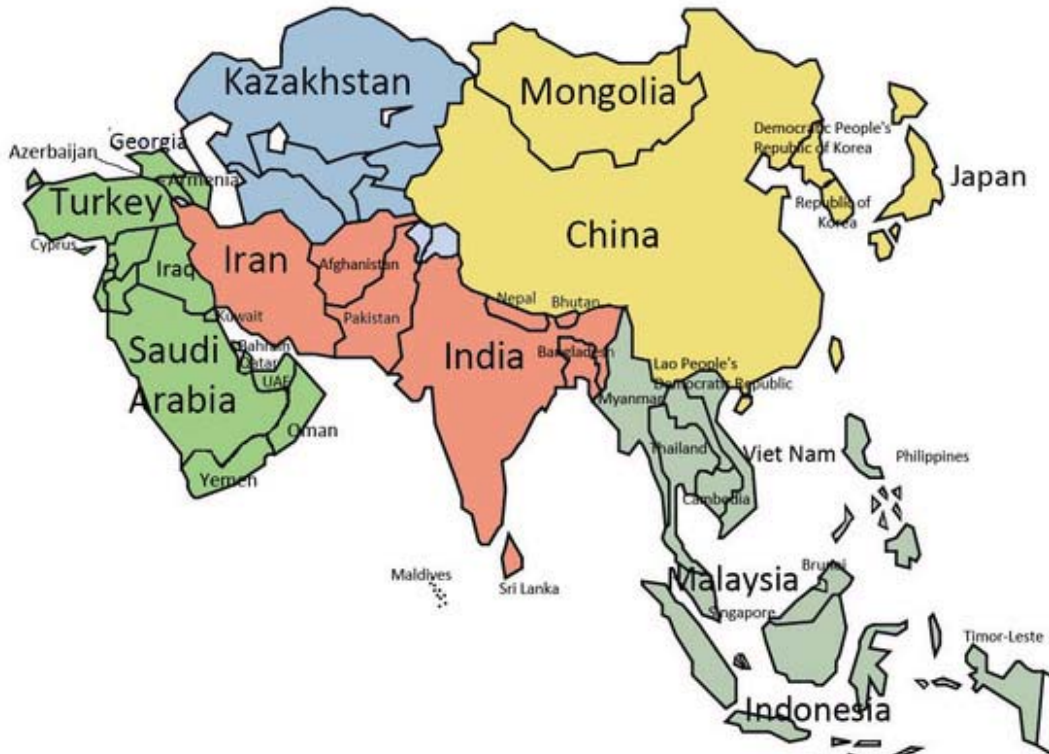 Kazakhstan
Mongolia
Georgia
Azerbaijan
Armenia
Democratic People's
Republic of Korea
Japan
Turkey
Republic of
Korea
China
Cyprus
Iraq
Iran
Afghanistan
Nepal
Bhutan
Kuwait
Pakistan
Saudi
Arabia
Bahrain
Qatar
UAE
India
Bangladesh
Lao People's
Democratic Republic
Myanmar
Oman
Thailand
Viet Nam
Philippines
Yemen
Cambodia
Maldives
Sri Lanka
Malaysia
Brunei
Singapore
Timor-Leste
Indonesia